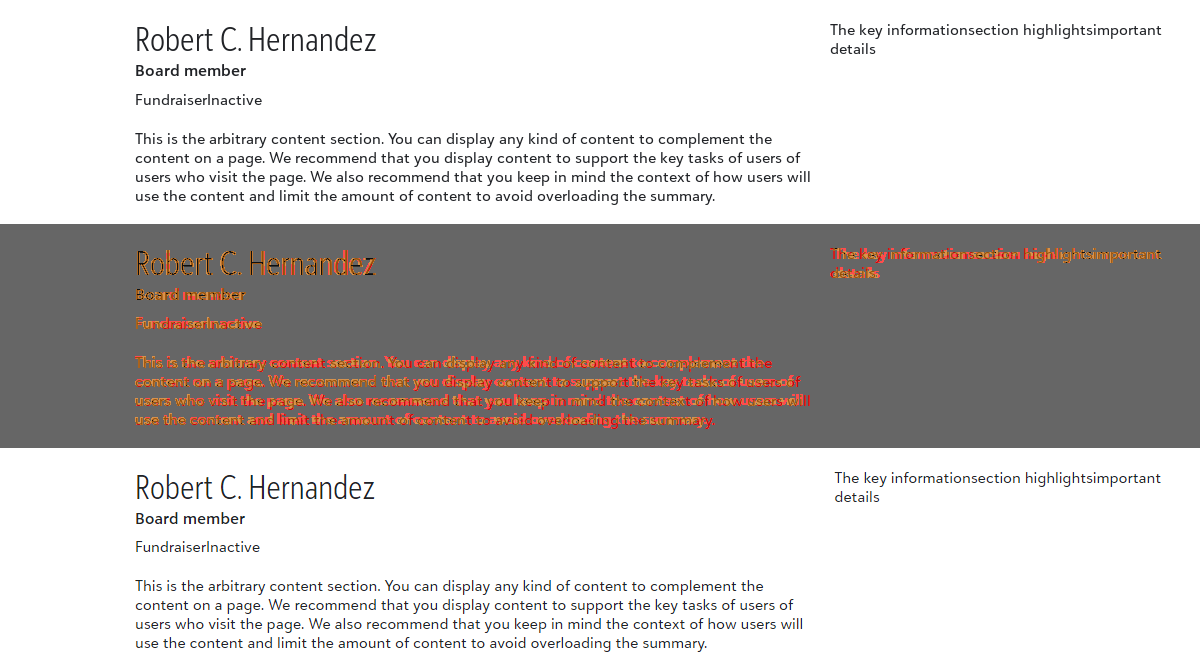 Robert C. Hernandez
Board member
FundraiserInactive
This is the arbitrary content section. You can display any kind of content to complement the
content on a page. We recommend that you display content to support the key tasks of users of
users who visit the page. We also recommend that you keep in mind the context of how users will
use the content and limit the amount of content to avoid overloading the summary.
The key informationsection highlightsimportant
details
Robert C. Hernandez
Board member
FundraiserInactive
This is the arbitrary content section. You can display any kind of content to complement the
content on a page. We recommend that you display content to support the key tasks of users of
users who visit the page. We also recommend that you keep in mind the context of how users will
use the content and limit the amount of content to avoid overloading the summary.
The key informationsection highlightsimportant
details
Robert C. Hernandez
Board member
FundraiserInactive
This is the arbitrary content section. You can display any kind of content to complement the
content on a page. We recommend that you display content to support the key tasks of users of
users who visit the page. We also recommend that you keep in mind the context of how users will
use the content and limit the amount of content to avoid overloading the summary.
The key informationsection highlightsimportant
details